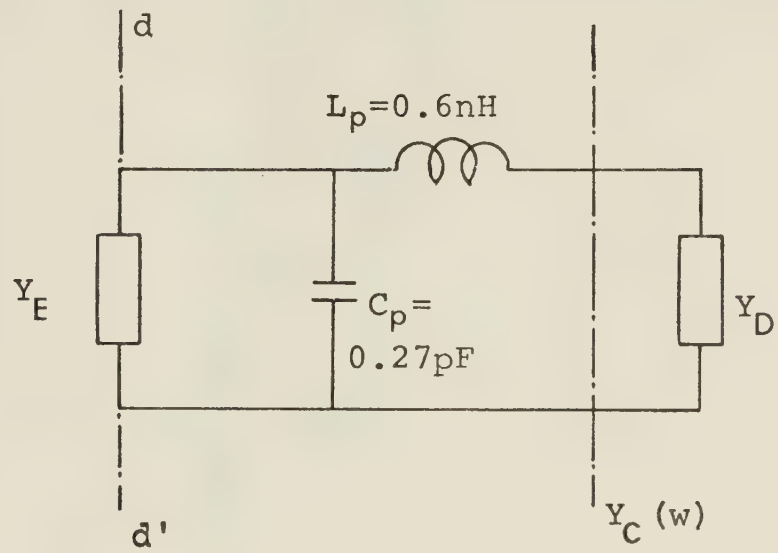 d
L_p=0.6nH
Y_E
C_p=
0.27pF
Y_D
d'
Y_C (w)